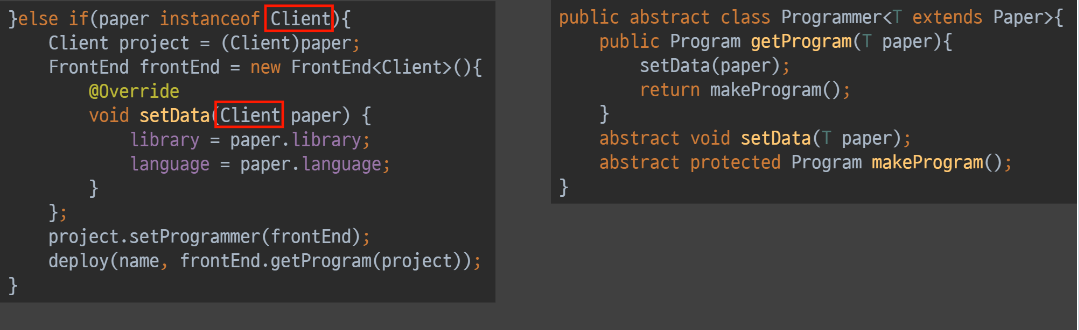 }else if(paper instanceof Client){
    Client project = (Client)paper;
    FrontEnd frontEnd = new FrontEnd<Client>(){
        @Override
        void setData(Client paper) {
            library = paper.library;
            language = paper.language;
        }
    };
    project.setProgrammer(frontEnd);
    deploy(name, frontEnd.getProgram(project));
}
public abstract class Programmer<T extends Paper>{
    public Program getProgram(T paper){
        setData(paper);
        return makeProgram();
    }
    abstract void setData(T paper);
    abstract protected Program makeProgram();
}